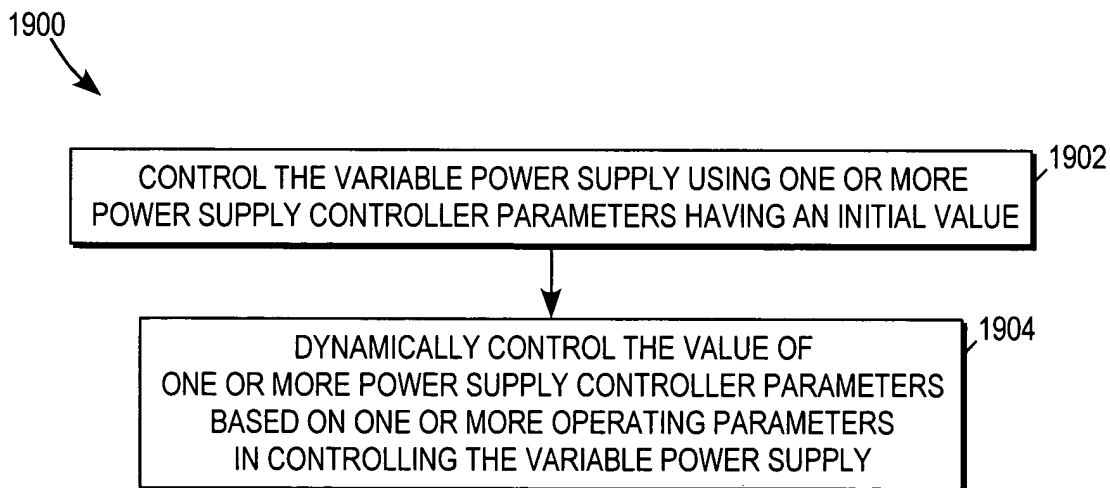 1900
CONTROL THE VARIABLE POWER SUPPLY USING ONE OR MORE
POWER SUPPLY CONTROLLER PARAMETERS HAVING AN INITIAL VALUE
1902
DYNAMICALLY CONTROL THE VALUE OF
ONE OR MORE POWER SUPPLY CONTROLLER PARAMETERS
BASED ON ONE OR MORE OPERATING PARAMETERS
IN CONTROLLING THE VARIABLE POWER SUPPLY
1904